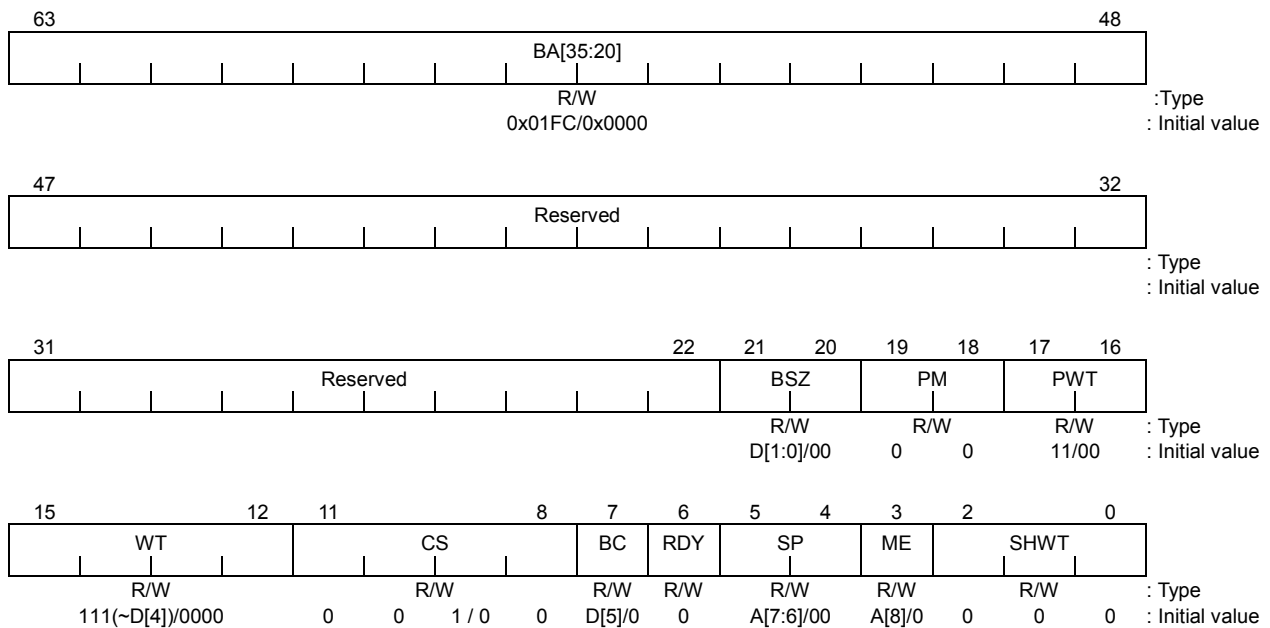 63 48
BA[35:20]
R/W :Type
0x01FC/0x0000 : Initial value
47 32
Reserved
: Type
: Initial value
31 22 21 20 19 18 17 16
Reserved BSZ PM PWT
R/W R/W R/W : Type
D[1:0]/00 0 0 11/00 : Initial value
15 12 11 8 7 6 5 4 3 2 0
WT CS BC RDY SP ME SHWT
R/W R/W R/W R/W R/W R/W R/W : Type
111(~D[4])/0000 0 0 1 / 0 0 D[5]/0 0 A[7:6]/00 A[8]/0 0 0 0 : Initial value